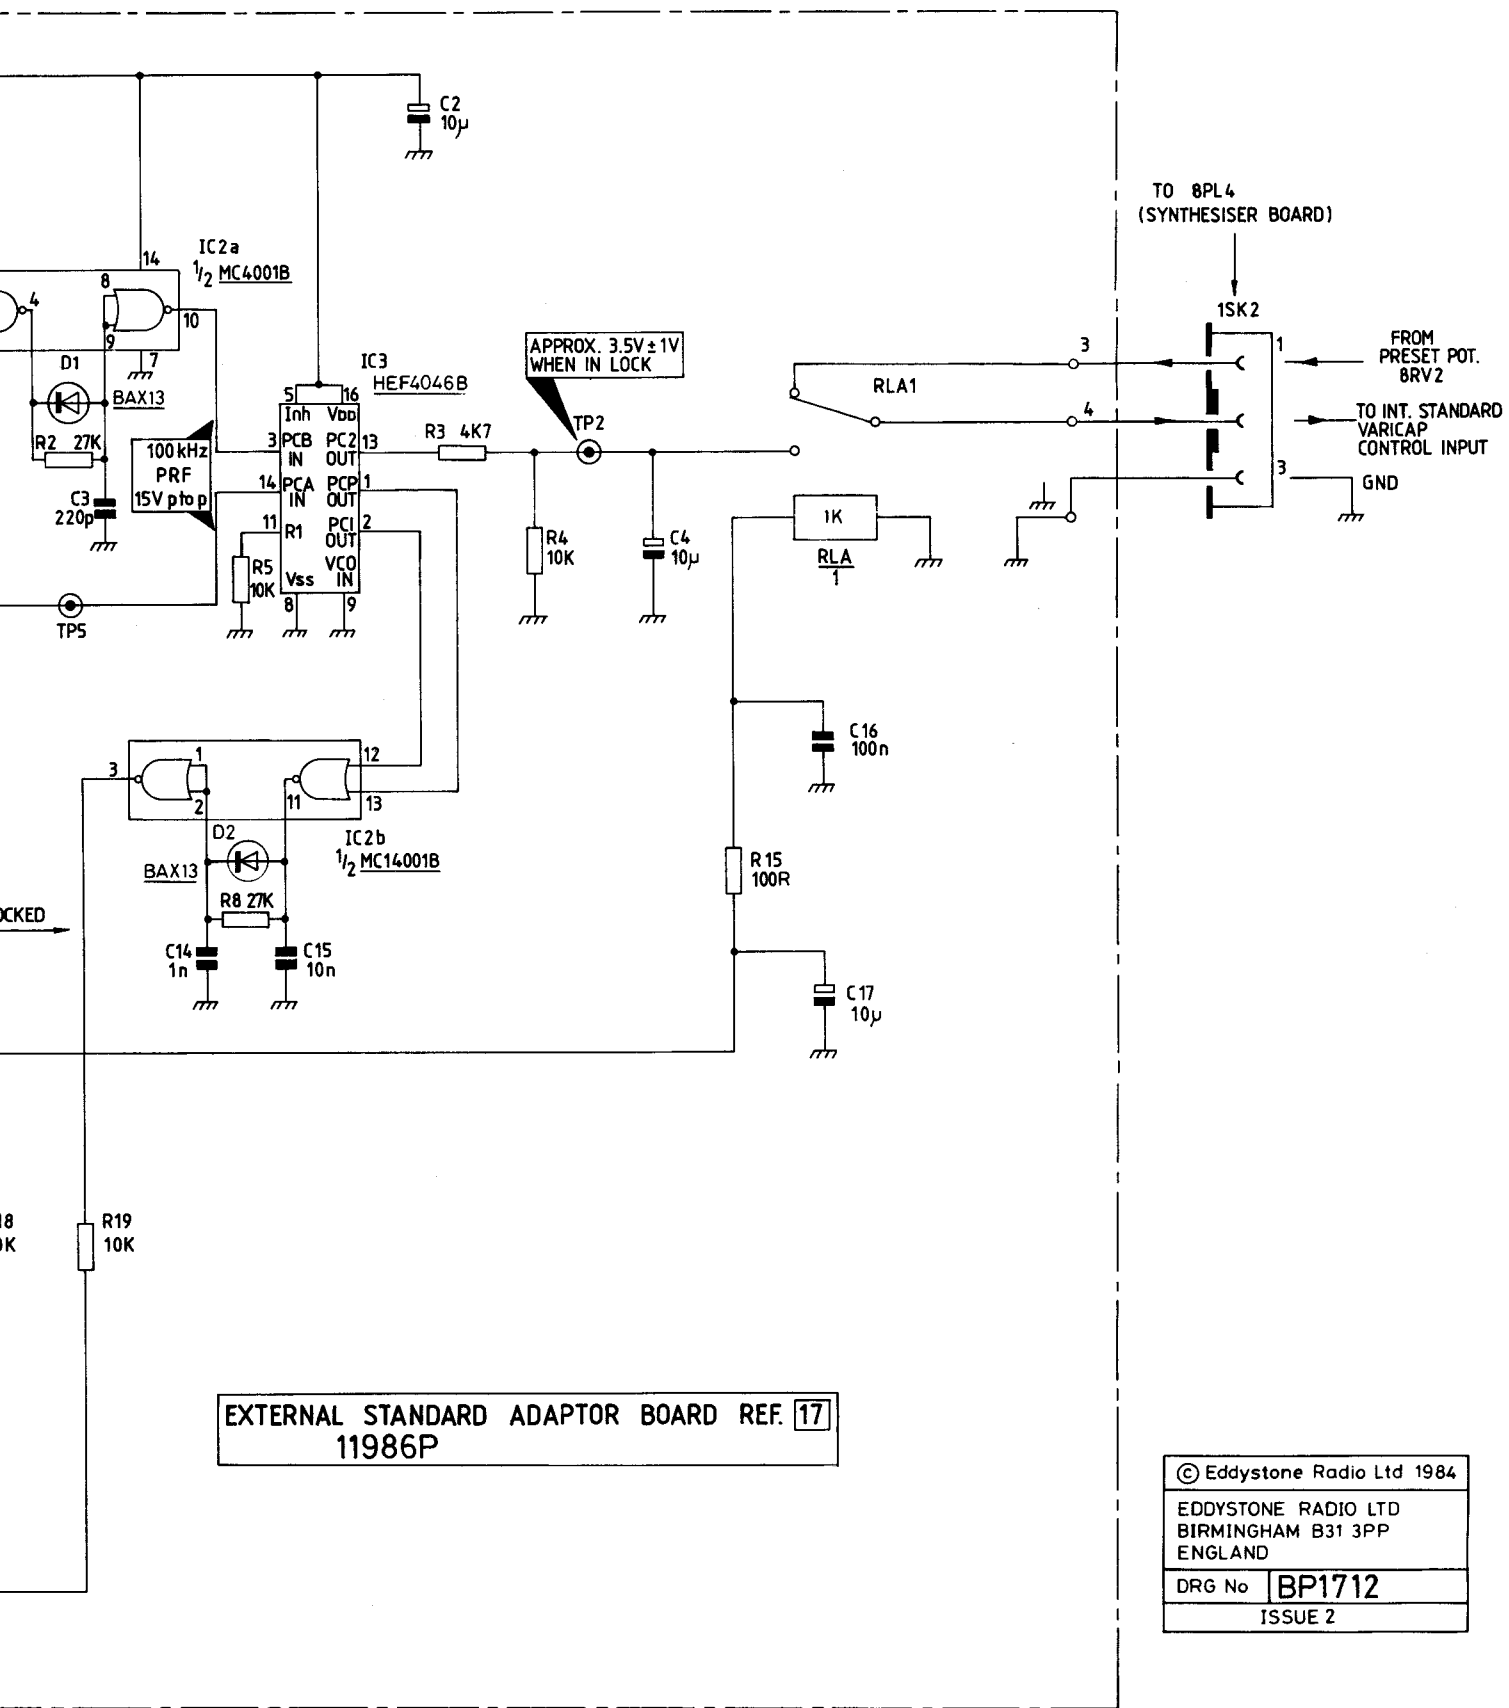 C2
10µ
TO 8PL4
(SYNTHESISER BOARD)
IC2a
1/2 MC4001B
14
8
4
9
10
7
1SK2
D1
BAX13
R2 27K
C3
220p
100kHz
PRF
15V p to p
IC3
HEF4046B
5
16
Inh VDD
3
PCB
IN
PC2
OUT
13
14
PCA
IN
PCP
OUT
1
11
R1
PCI
OUT
2
VCO
IN
Vss
8
9
R5
10K
TP5
R3 4K7
APPROX. 3.5V ± 1V
WHEN IN LOCK
TP2
R4
10K
C4
10µ
RLA1
3
4
1
3
FROM
PRESET POT.
8RV2
TO INT. STANDARD
VARICAP
CONTROL INPUT
GND
1K
RLA
1
C16
100n
R15
100R
C17
10µ
3
1
2
11
12
13
IC2b
1/2 MC14001B
D2
BAX13
R8 27K
C14
1n
C15
10n
OCKED
18
0K
R19
10K
EXTERNAL STANDARD ADAPTOR BOARD REF. 17
11986P
© Eddystone Radio Ltd 1984
EDDYSTONE RADIO LTD
BIRMINGHAM B31 3PP
ENGLAND
DRG No BP1712
ISSUE 2